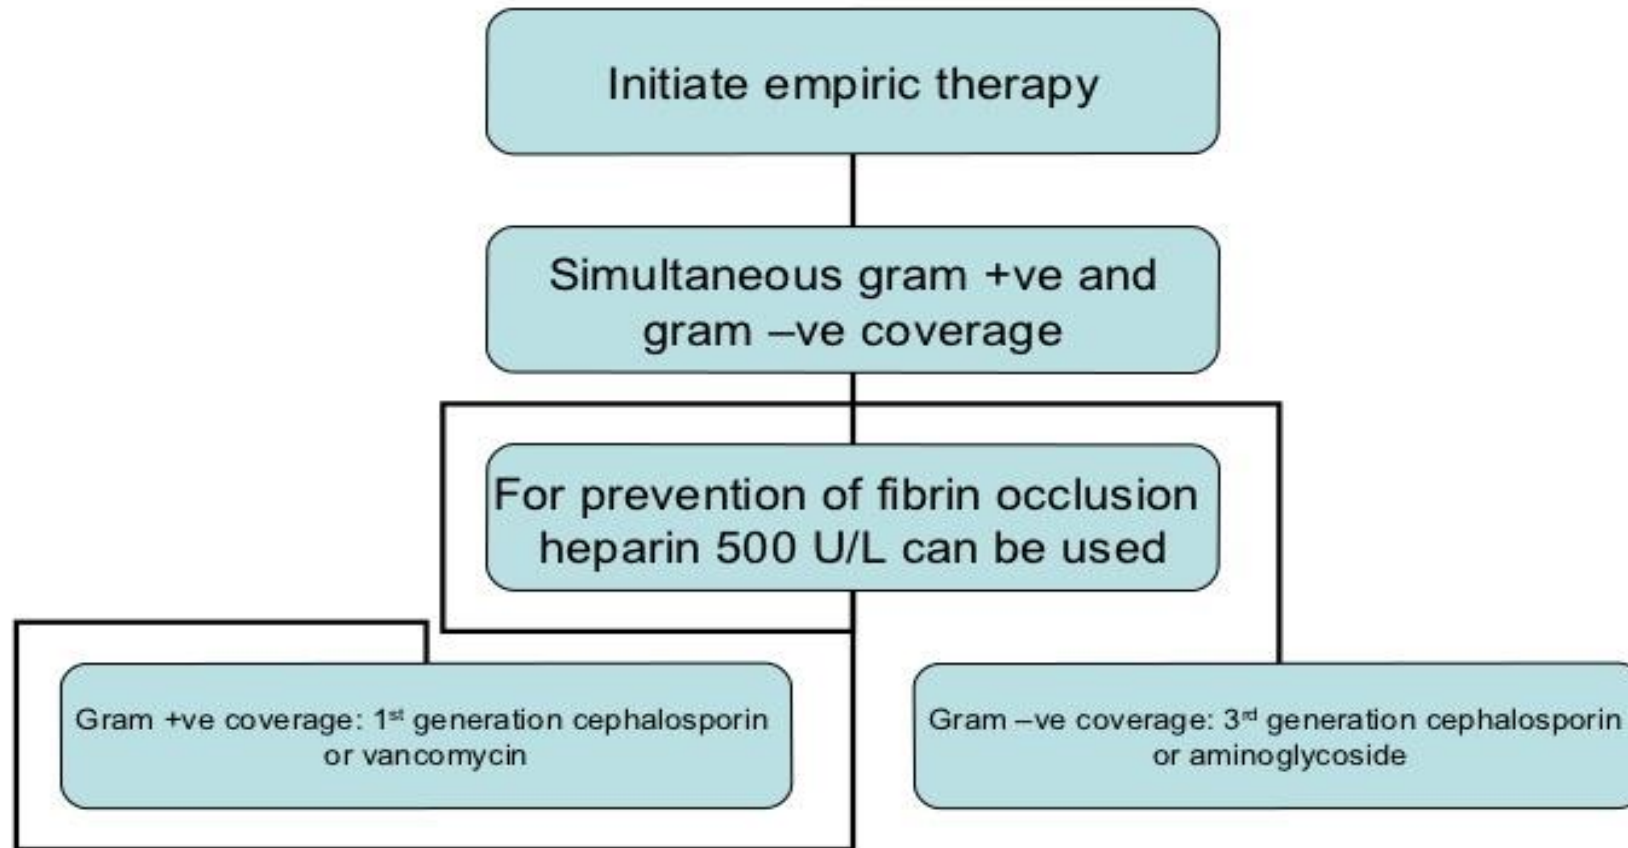 Initiate empiric therapy
Simultaneous gram +ve and
gram –ve coverage
For prevention of fibrin occlusion
heparin 500 U/L can be used
Gram +ve coverage: 1st generation cephalosporin
or vancomycin
Gram –ve coverage: 3rd generation cephalosporin
or aminoglycoside